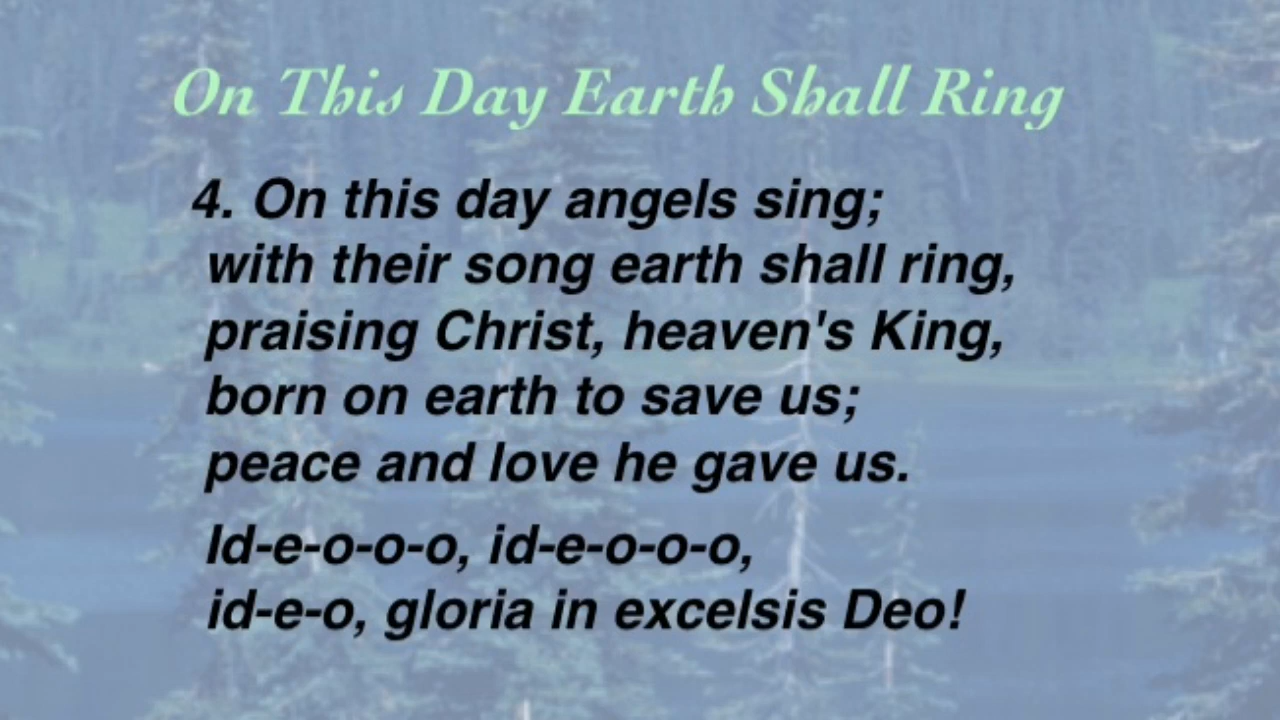 On This Day Earth Shall Ring
4. On this day angels sing;
with their song earth shall ring,
praising Christ, heaven's King,
born on earth to save us;
peace and love he gave us.
Id-e-o-o-o, id-e-o-o-o,
id-e-o, gloria in excelsis Deo!